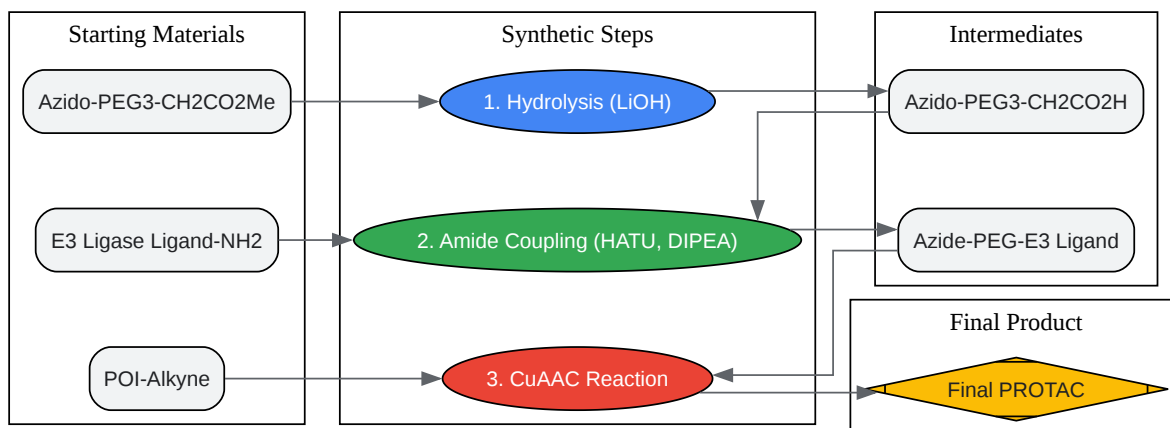 Starting Materials
Synthetic Steps
Intermediates
Azido-PEG3-CH2CO2Me
1. Hydrolysis (LiOH)
Azido-PEG3-CH2CO2H
E3 Ligase Ligand-NH2
2. Amide Coupling (HATU, DIPEA)
Azide-PEG-E3 Ligand
Final Product
POI-Alkyne
3. CuAAC Reaction
Final PROTAC